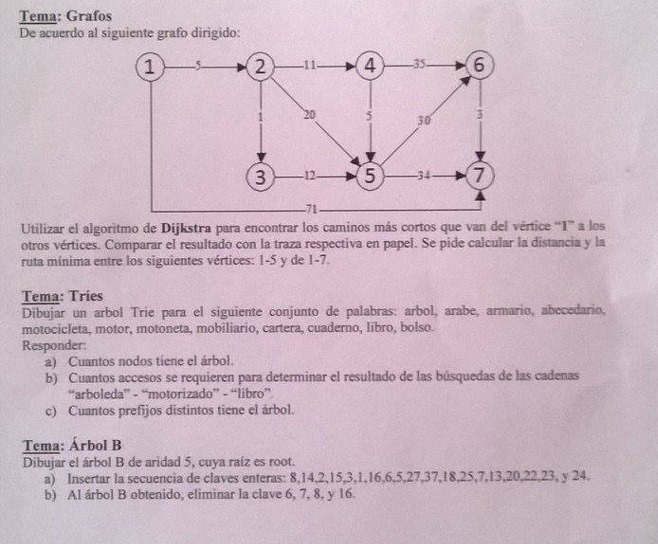 Tema: Grafos
De acuerdo al siguiente grafo dirigido:
1 5 2 11 4 35 6
1 20 5 30 3
3 12 5 34 7
71
Utilizar el algoritmo de Dijkstra para encontrar los caminos más cortos que van del vértice “1” a los
otros vértices. Comparar el resultado con la traza respectiva en papel. Se pide calcular la distancia y la
ruta mínima entre los siguientes vértices: 1-5 y de 1-7.
Tema: Tries
Dibujar un arbol Trie para el siguiente conjunto de palabras: arbol, arabe, armario, abecedario,
motocicleta, motor, motoneta, mobiliario, cartera, cuaderno, libro, bolso.
Responder:
a) Cuantos nodos tiene el árbol.
b) Cuantos accesos se requieren para determinar el resultado de las búsquedas de las cadenas
“arboleda” - “motorizado” - “libro”.
c) Cuantos prefijos distintos tiene el árbol.
Tema: Árbol B
Dibujar el árbol B de aridad 5, cuya raíz es root.
a) Insertar la secuencia de claves enteras: 8,14,2,15,3,1,16,6,5,27,37,18,25,7,13,20,22,23, y 24.
b) Al árbol B obtenido, eliminar la clave 6, 7, 8, y 16.